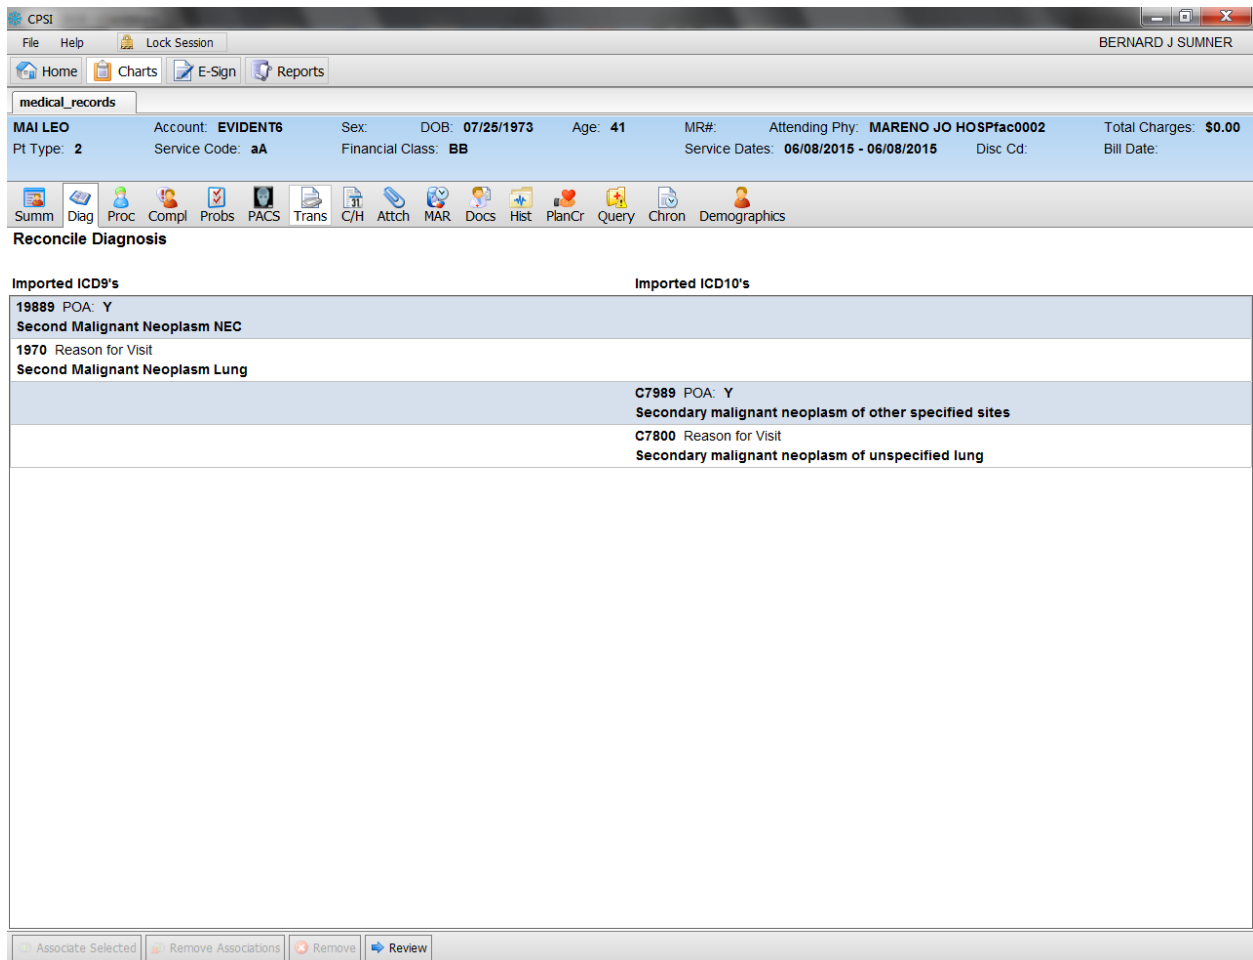 CPSI
File Help Lock Session BERNARD J SUMNER
Home Charts E-Sign Reports
medical_records
MAI LEO Account: EVIDENT6 Sex: DOB: 07/25/1973 Age: 41 MR#: Attending Phy: MARENO JO HOSPfac0002 Total Charges: $0.00
Pt Type: 2 Service Code: aA Financial Class: BB Service Dates: 06/08/2015 - 06/08/2015 Disc Cd: Bill Date:
Summ Diag Proc Compl Probs PACS Trans C/H Attch MAR Docs Hist PlanCr Query Chron Demographics
Reconcile Diagnosis
Imported ICD9's Imported ICD10's
19889 POA: Y
Second Malignant Neoplasm NEC
1970 Reason for Visit
Second Malignant Neoplasm Lung
C7989 POA: Y
Secondary malignant neoplasm of other specified sites
C7800 Reason for Visit
Secondary malignant neoplasm of unspecified lung
Associate Selected Remove Associations Remove Review